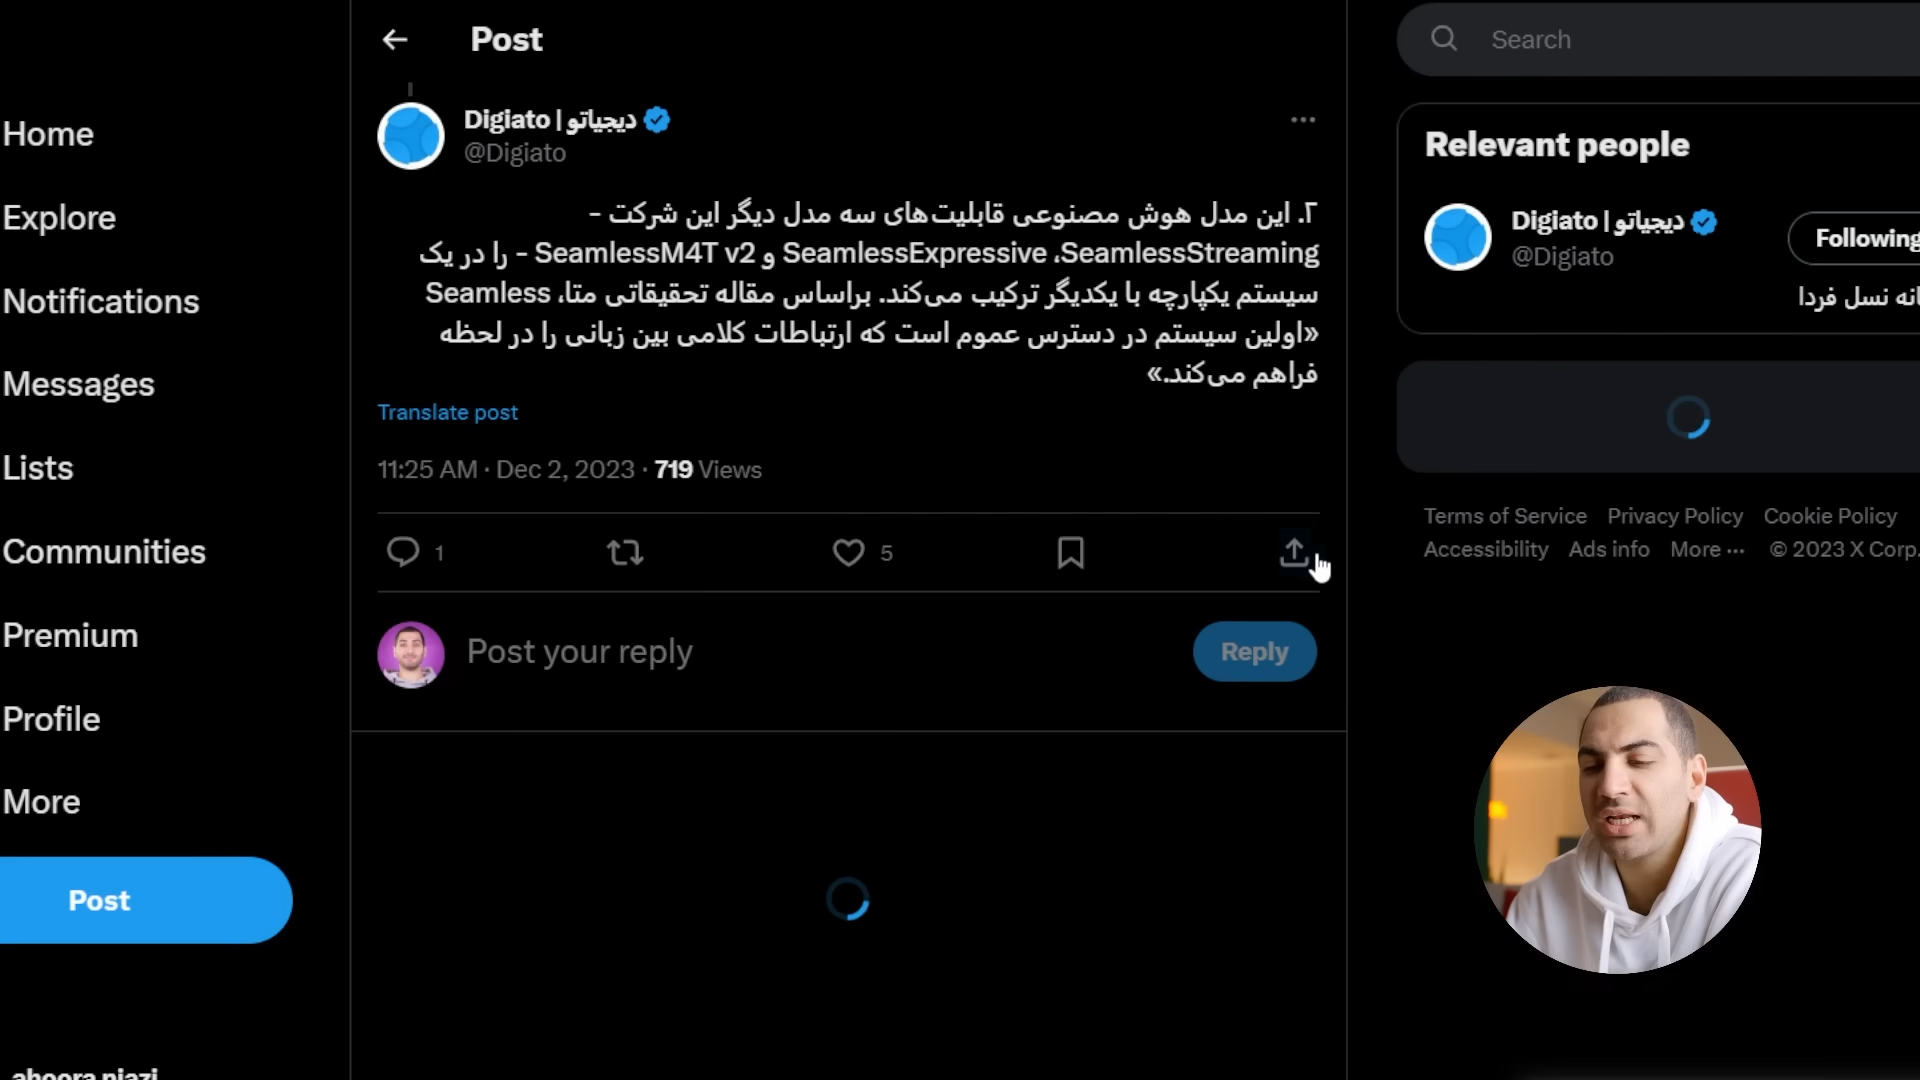 Home
Explore
Notifications
Messages
Lists
Communities
Premium
Profile
More
Post
Post
Digiato | دیجیاتو
@Digiato
۲. این مدل هوش مصنوعی قابلیت‌های سه مدل دیگر این شرکت -
SeamlessStreaming، SeamlessExpressive و SeamlessM4T v2 - را در یک
سیستم یکپارچه با یکدیگر ترکیب می‌کند. براساس مقاله تحقیقاتی متا، Seamless
«اولین سیستم در دسترس عموم است که ارتباطات کلامی بین زبانی را در لحظه
فراهم می‌کند.»
Translate post
11:25 AM · Dec 2, 2023 · 719 Views
1
5
Post your reply
Reply
Search
Relevant people
Digiato | دیجیاتو
@Digiato
Following
نسل فردا
Terms of Service Privacy Policy Cookie Policy
Accessibility Ads info More ··· © 2023 X Corp.